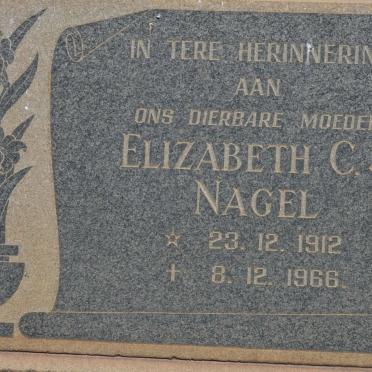 IN TERE HERINNERIN
AAN
ONS DIERBARE MOEDE
ELIZABETH C.
NAGEL
☆ 23. 12. 1912
† 8. 12. 1966.